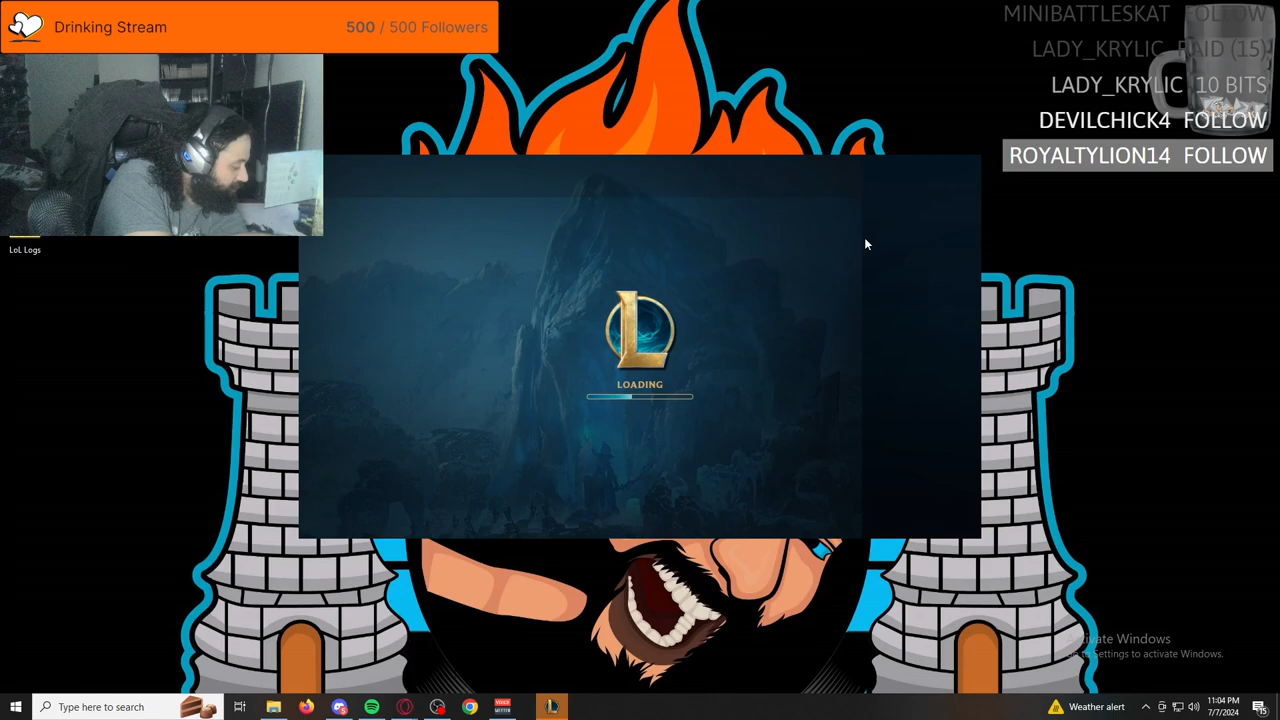 Drinking Stream 500 / 500 Followers
MINIBATTLESKAT FOLLOW
LADY_KRYLIC RAID (15)
LADY_KRYLIC 10 BITS
DEVILCHICK4 FOLLOW
ROYALTYLION14 FOLLOW
LoL Logs
LOADING
Activate Windows
Go to Settings to activate Windows.
Type here to search
Weather alert
11:04 PM
7/7/2024
15